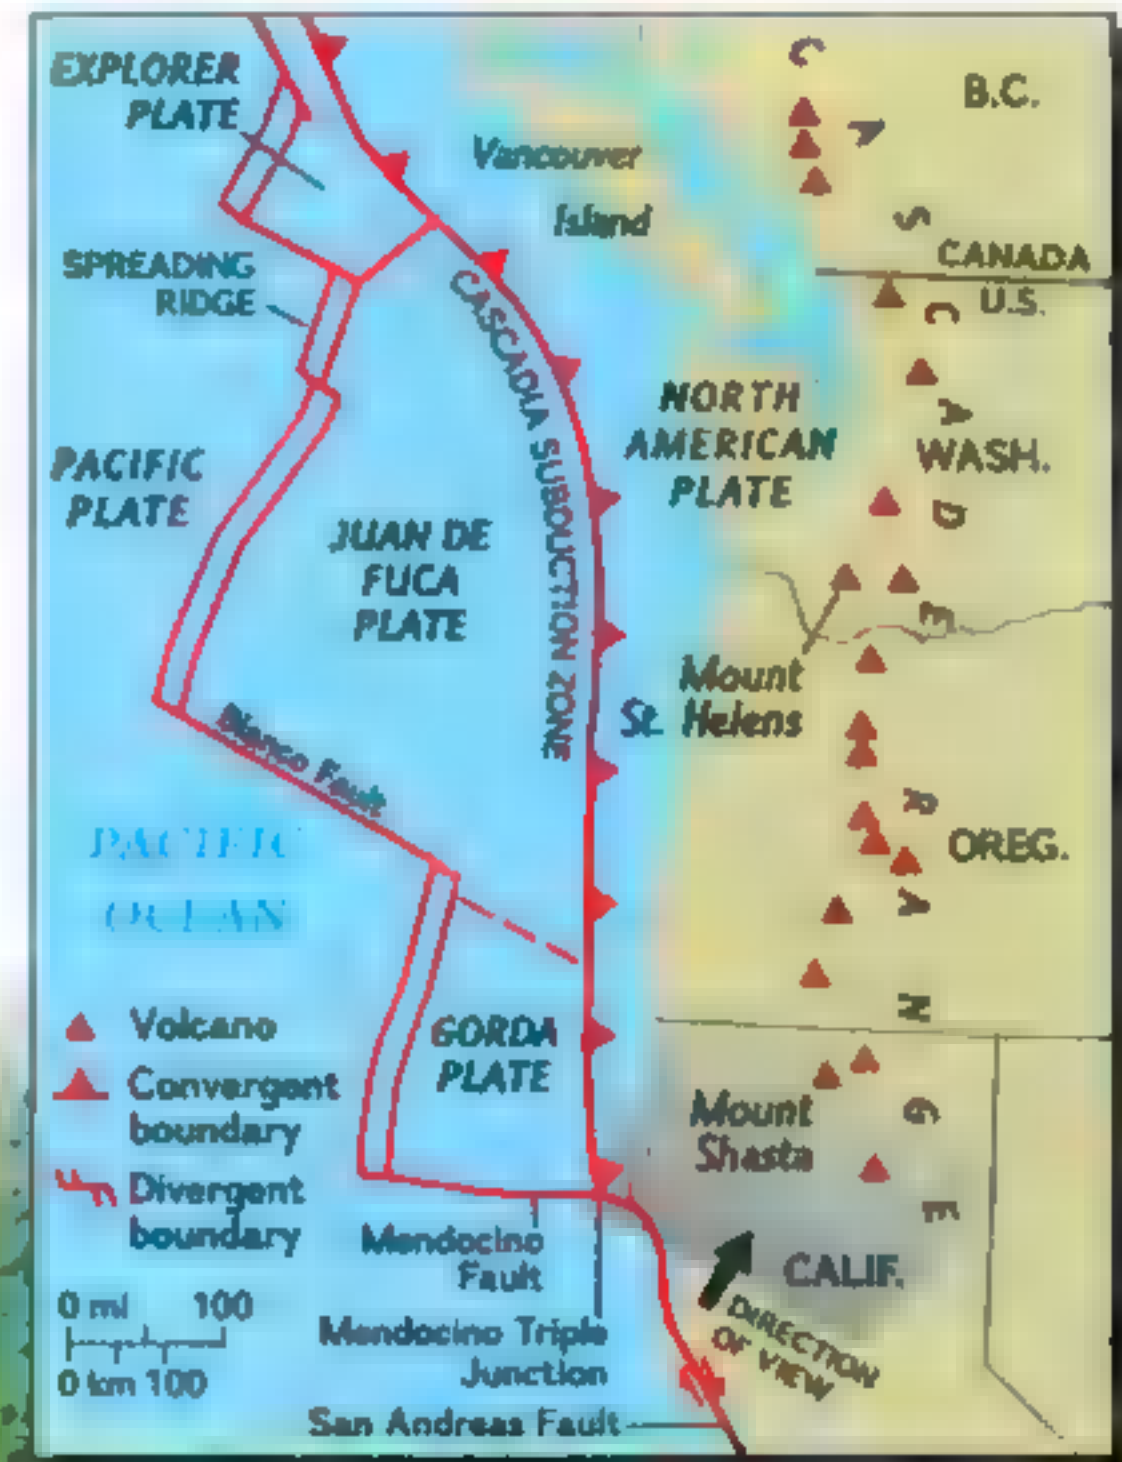 EXPLORER
PLATE
B.C.
Vancouver
Island
SPREADING
RIDGE
CANADA
U.S.
CASCADIA SUBDUCTION ZONE
NORTH
AMERICAN
PLATE
WASH.
PACIFIC
PLATE
JUAN DE
FUCA
PLATE
Mount
St. Helens
Blanco Fault
PACIFIC
OCEAN
OREG.
CASCADE RANGE
Volcano
Convergent
boundary
Divergent
boundary
GORDA
PLATE
Mount
Shasta
Mendocino
Fault
CALIF.
0 mi 100
0 km 100
Mendocino Triple
Junction
DIRECTION
OF VIEW
San Andreas Fault